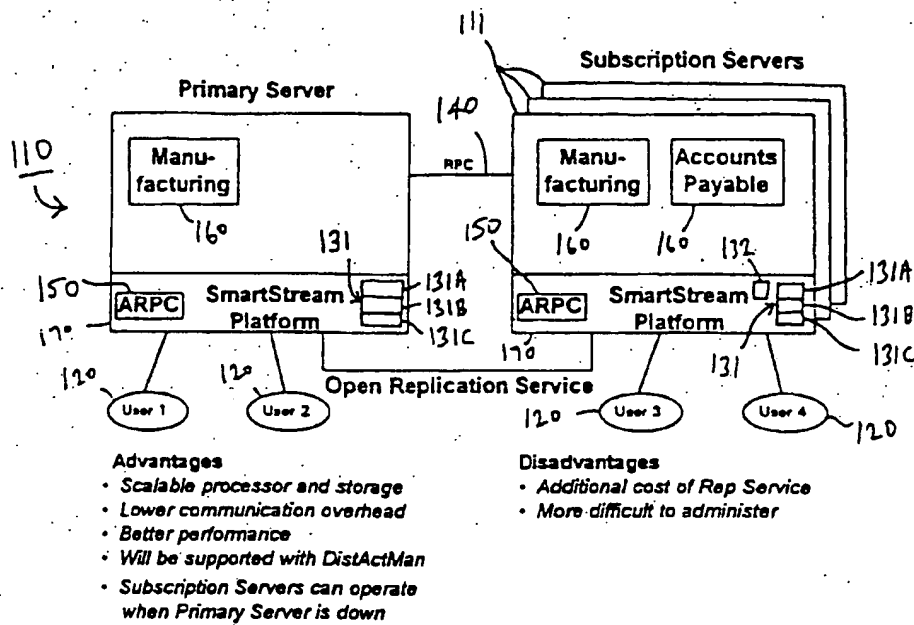 111
Subscription Servers
Primary Server
140
110
RPC
Manu-
facturing
Manu-
facturing
Accounts
Payable
160
131
150
160
160
132
131A
150
ARPC
SmartStream
Platform
131A
131B
131C
ARPC
SmartStream
Platform
131B
131C
170
170
131
Open Replication Service
120
User 1
120
User 2
120
User 3
User 4
120
Advantages
• Scalable processor and storage
• Lower communication overhead
• Better performance
• Will be supported with DistActMan
• Subscription Servers can operate
when Primary Server is down
Disadvantages
• Additional cost of Rep Service
• More difficult to administer